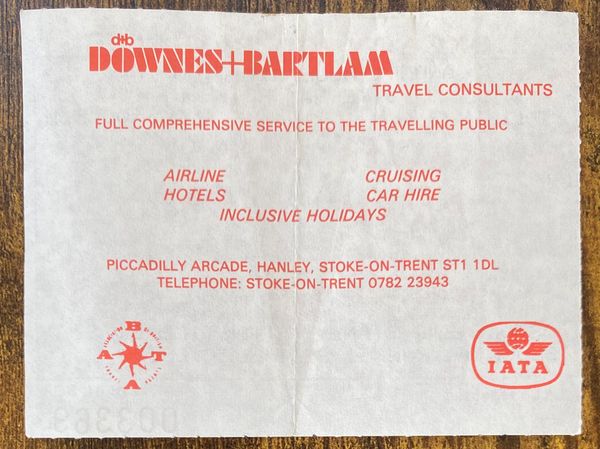 d+b
DOWNES+BARTLAM
TRAVEL CONSULTANTS
FULL COMPREHENSIVE SERVICE TO THE TRAVELLING PUBLIC
AIRLINE CRUISING
HOTELS CAR HIRE
INCLUSIVE HOLIDAYS
PICCADILLY ARCADE, HANLEY, STOKE-ON-TRENT ST1 1DL
TELEPHONE: STOKE-ON-TRENT 0782 23943
ABTA
IATA